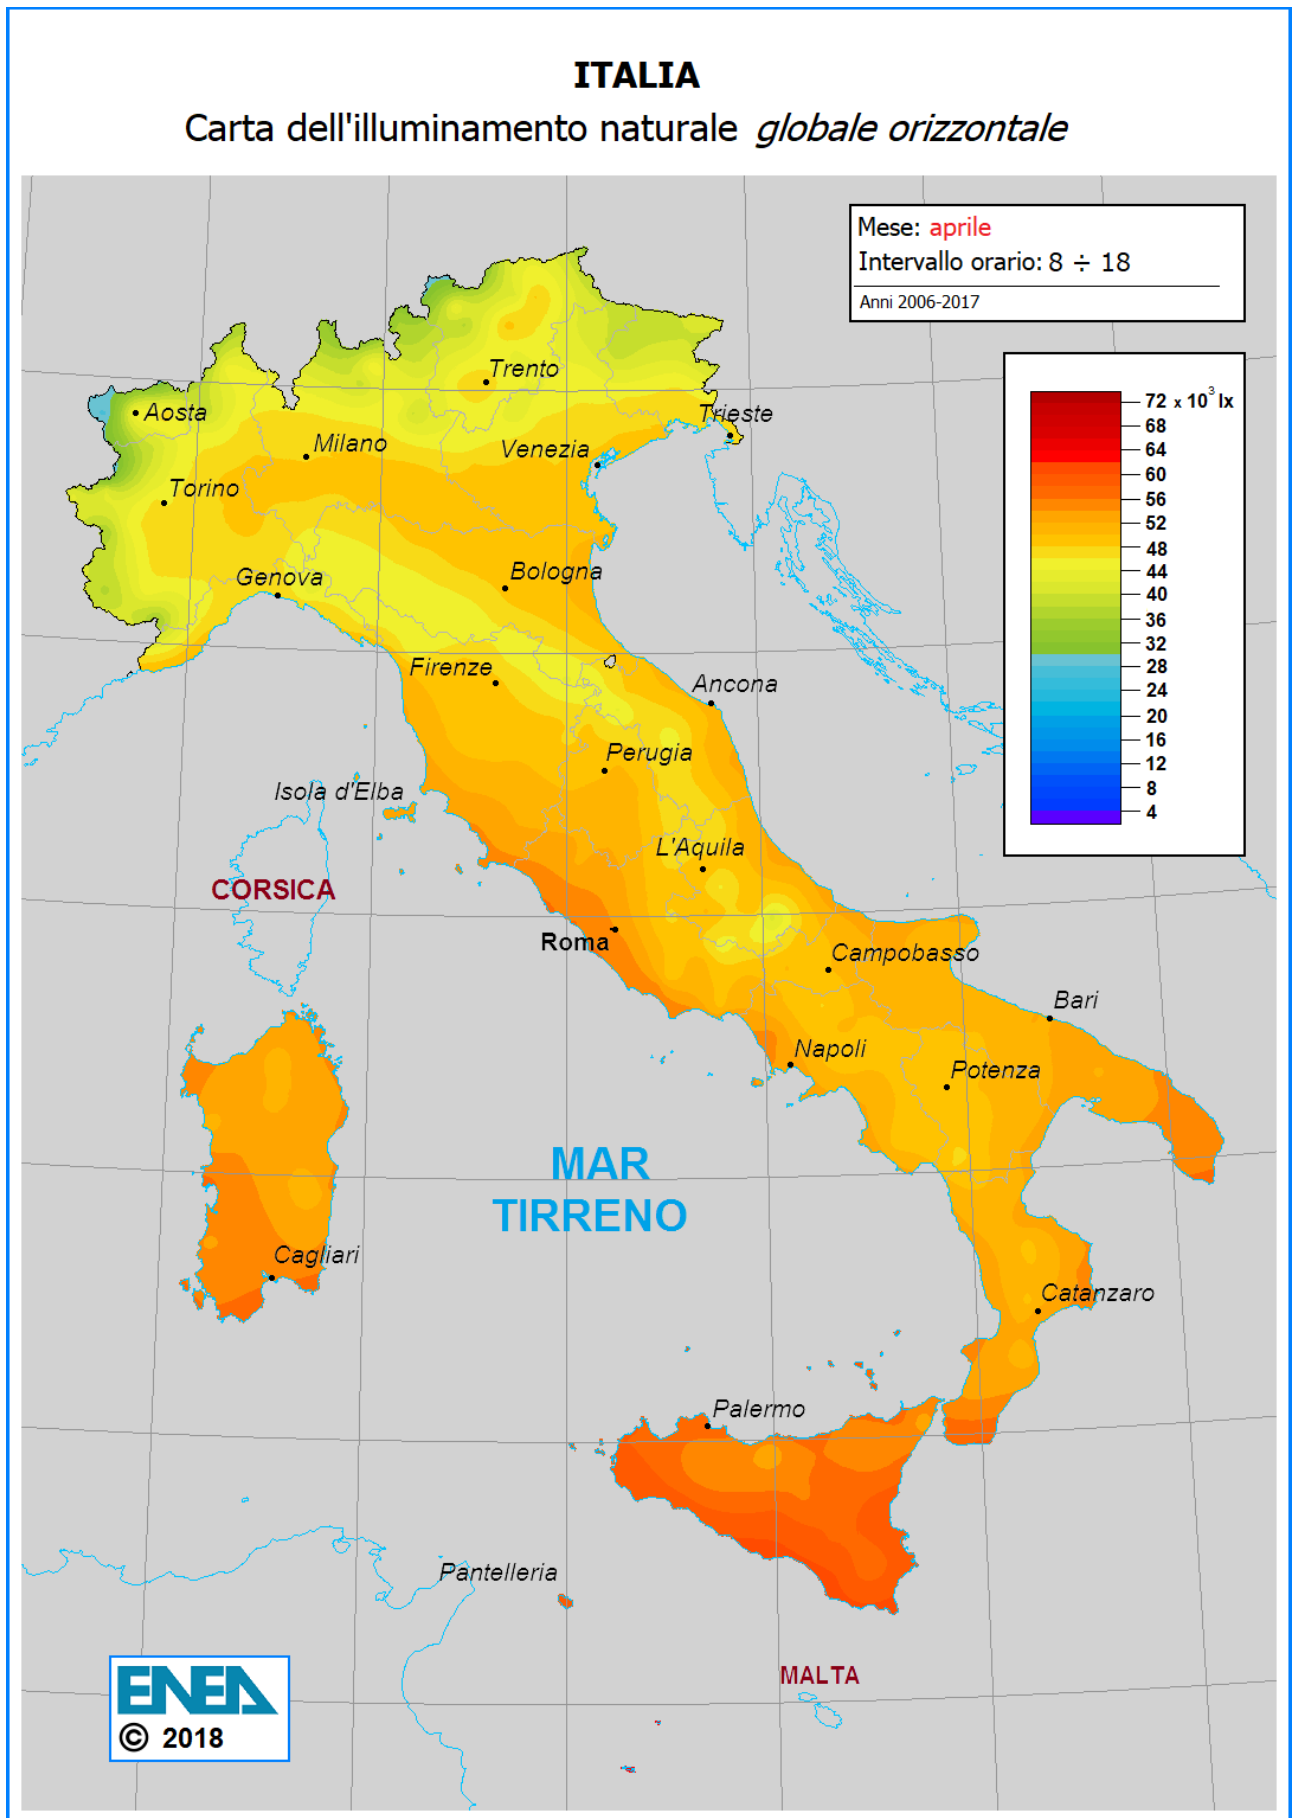 ITALIA
Carta dell'illuminamento naturale globale orizzontale
Mese: aprile
Intervallo orario: 8 ÷ 18
Anni 2006-2017
72 x 10³ lx
68
64
60
56
52
48
44
40
36
32
28
24
20
16
12
8
4
Trento
Aosta
Trieste
Milano
Venezia
Torino
Bologna
Genova
Firenze
Ancona
Perugia
Isola d'Elba
L'Aquila
CORSICA
Roma
Campobasso
Bari
Napoli
Potenza
MAR
TIRRENO
Cagliari
Catanzaro
Palermo
Pantelleria
MALTA
ENEA
© 2018